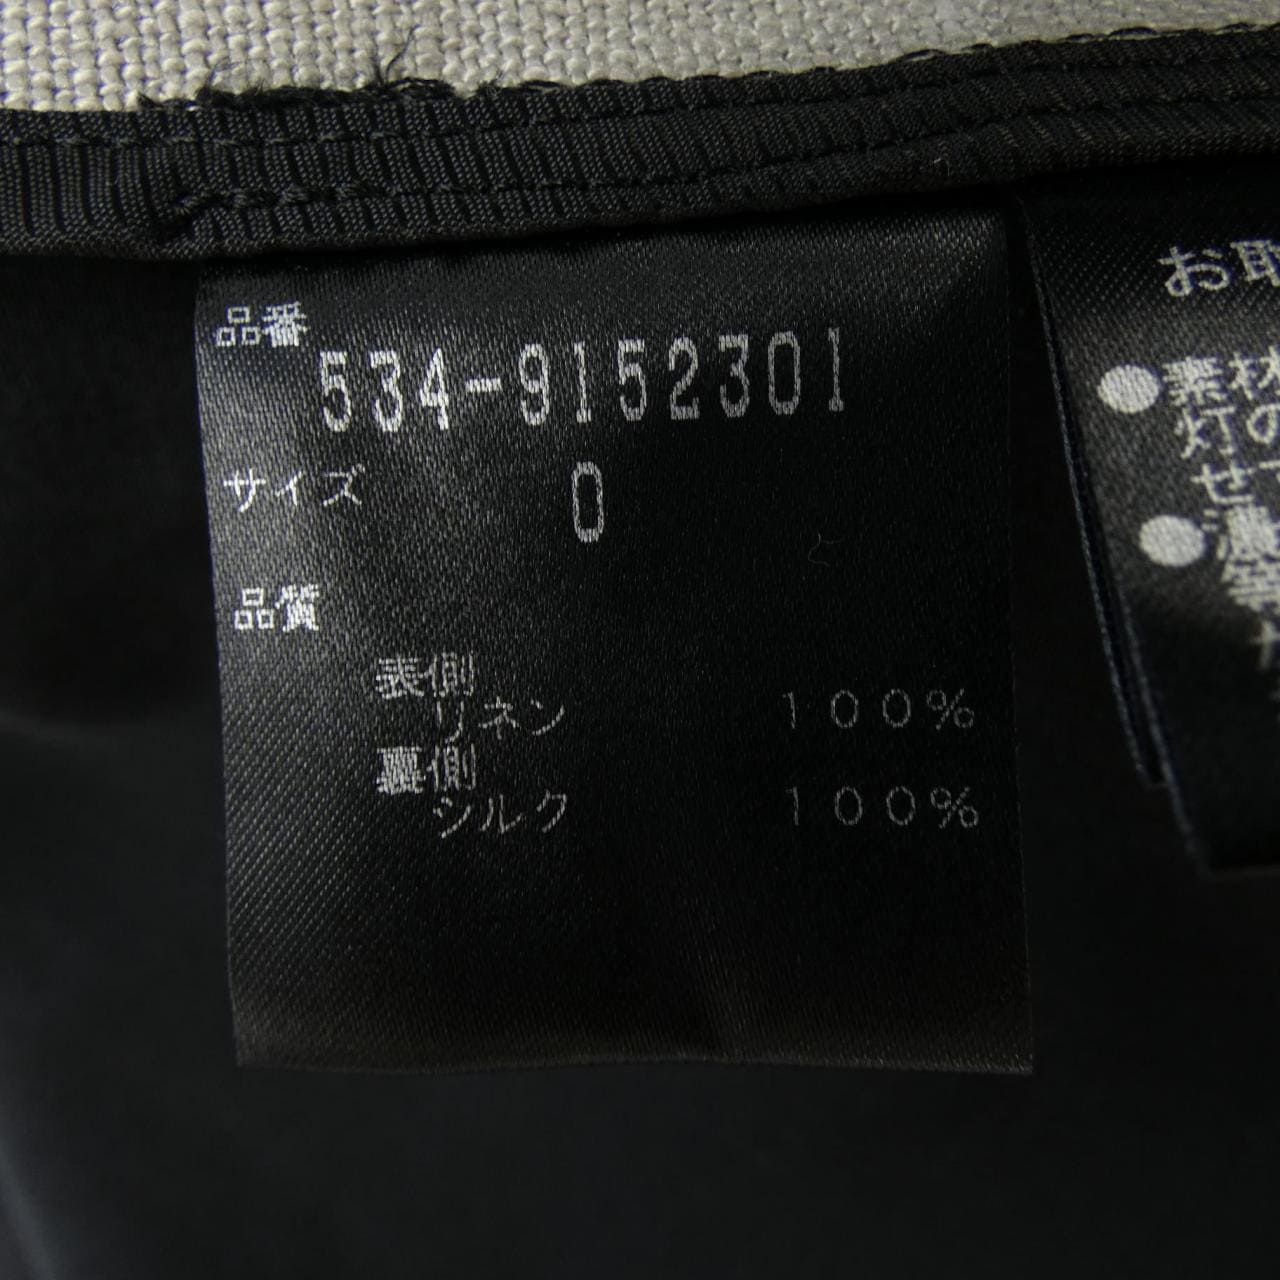 品番
534-9152301
サイズ 0
品質
表側
リネン 100%
裏側
シルク 100%
お取
●素材
灯の
せ
●濃
等